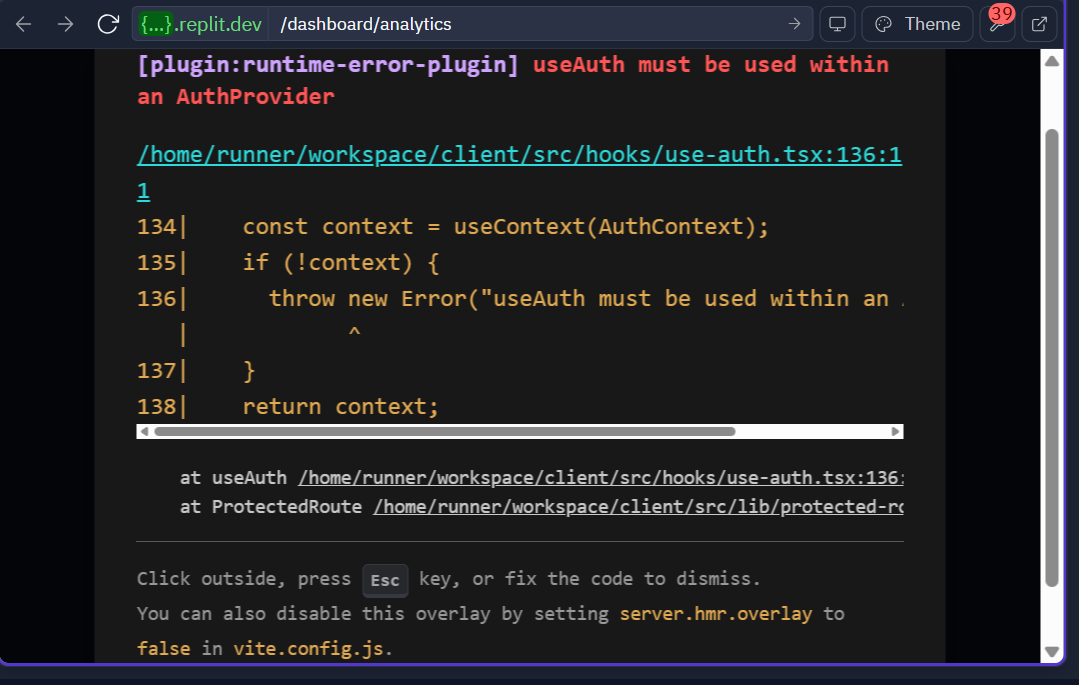 {...}.replit.dev /dashboard/analytics Theme 39
[plugin:runtime-error-plugin] useAuth must be used within
an AuthProvider
/home/runner/workspace/client/src/hooks/use-auth.tsx:136:1
1
134|    const context = useContext(AuthContext);
135|    if (!context) {
136|      throw new Error("useAuth must be used within an
|            ^
137|    }
138|    return context;
at useAuth /home/runner/workspace/client/src/hooks/use-auth.tsx:136:
at ProtectedRoute /home/runner/workspace/client/src/lib/protected-ro
Click outside, press Esc key, or fix the code to dismiss.
You can also disable this overlay by setting server.hmr.overlay to
false in vite.config.js.